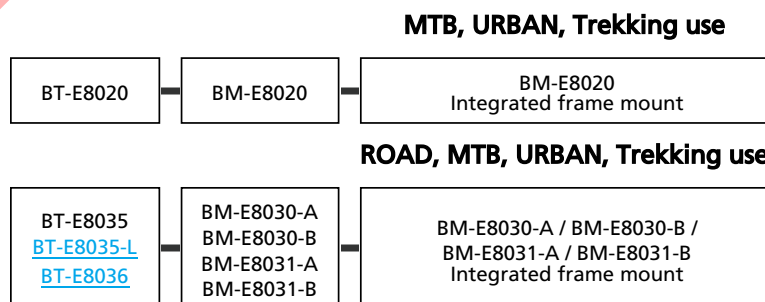 MTB, URBAN, Trekking use
BT-E8020
BM-E8020
BM-E8020
Integrated frame mount
ROAD, MTB, URBAN, Trekking use
BT-E8035
BT-E8035-L
BT-E8036
BM-E8030-A
BM-E8030-B
BM-E8031-A
BM-E8031-B
BM-E8030-A / BM-E8030-B /
BM-E8031-A / BM-E8031-B
Integrated frame mount